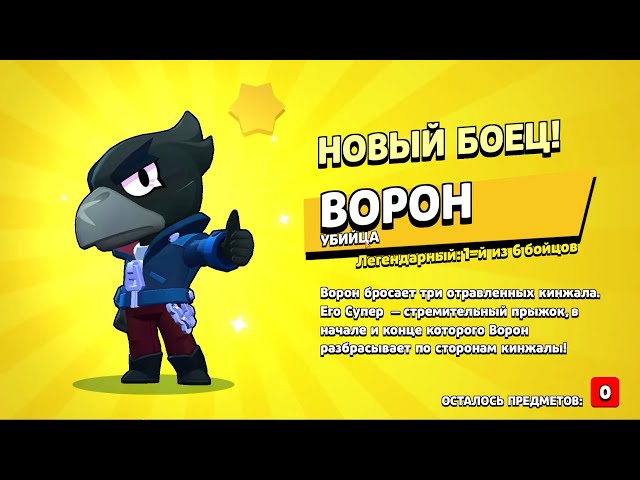 НОВЫЙ БОЕЦ!
ВОРОН
УБИЙЦА
Легендарный: 1-й из 6 бойцов
Ворон бросает три отравленных кинжала.
Его Супер — стремительный прыжок, в
начале и конце которого Ворон
разбрасывает по сторонам кинжалы!
ОСТАЛОСЬ ПРЕДМЕТОВ: 0